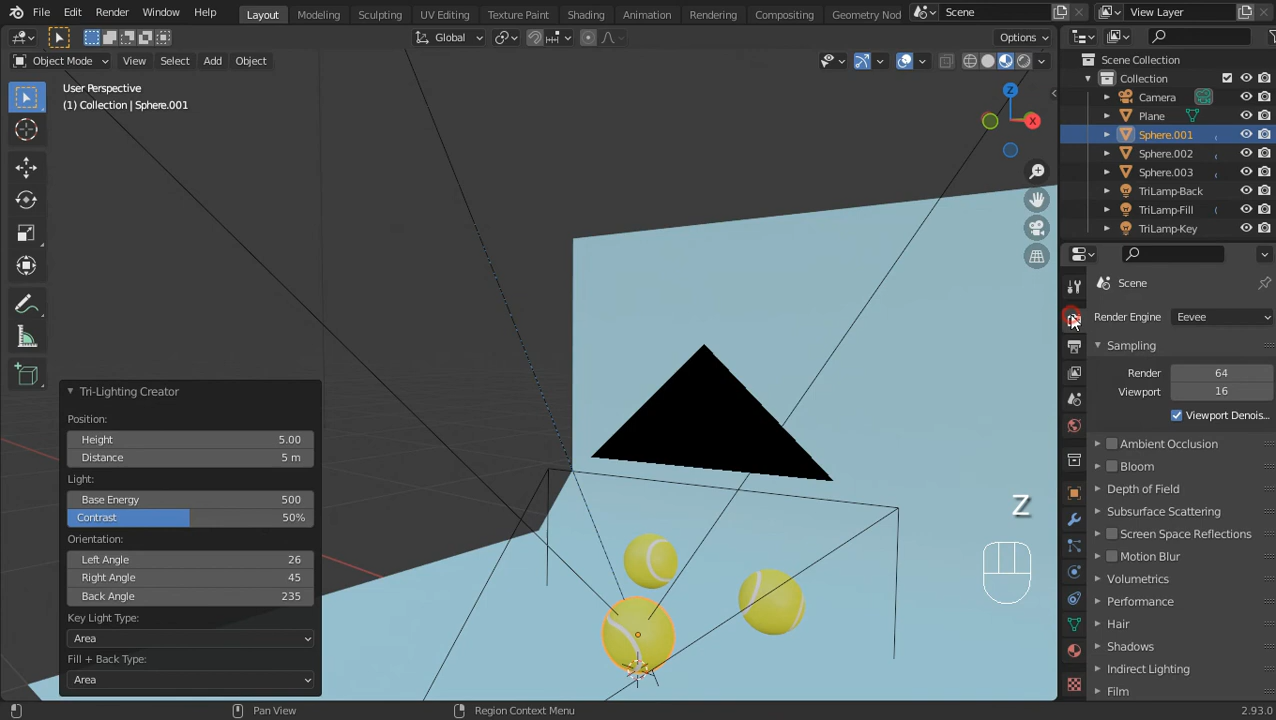 File Edit Render Window Help Layout Modeling Sculpting UV Editing Texture Paint Shading Animation Rendering Compositing Geometry Nod Scene View Layer
Global Options
Object Mode View Select Add Object
User Perspective
(1) Collection | Sphere.001
Z
X
Tri-Lighting Creator
Position:
Height 5.00
Distance 5 m
Light:
Base Energy 500
Contrast 50%
Orientation:
Left Angle 26
Right Angle 45
Back Angle 235
Key Light Type:
Area
Fill + Back Type:
Area
Z
Scene Collection
Collection
Camera
Plane
Sphere.001
Sphere.002
Sphere.003
TriLamp-Back
TriLamp-Fill
TriLamp-Key
Scene
Render Engine Eevee
Sampling
Render 64
Viewport 16
Viewport Denois...
Ambient Occlusion
Bloom
Depth of Field
Subsurface Scattering
Screen Space Reflections
Motion Blur
Volumetrics
Performance
Hair
Shadows
Indirect Lighting
Film
Pan View Region Context Menu 2.93.0